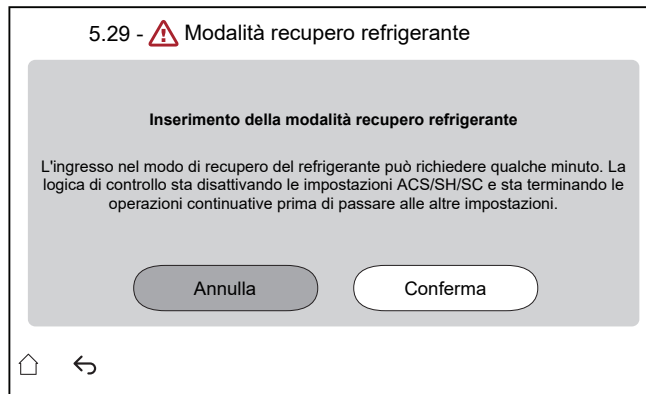 5.29 - Modalità recupero refrigerante
Inserimento della modalità recupero refrigerante
L'ingresso nel modo di recupero del refrigerante può richiedere qualche minuto. La
logica di controllo sta disattivando le impostazioni ACS/SH/SC e sta terminando le
operazioni continuative prima di passare alle altre impostazioni.
Annulla
Conferma